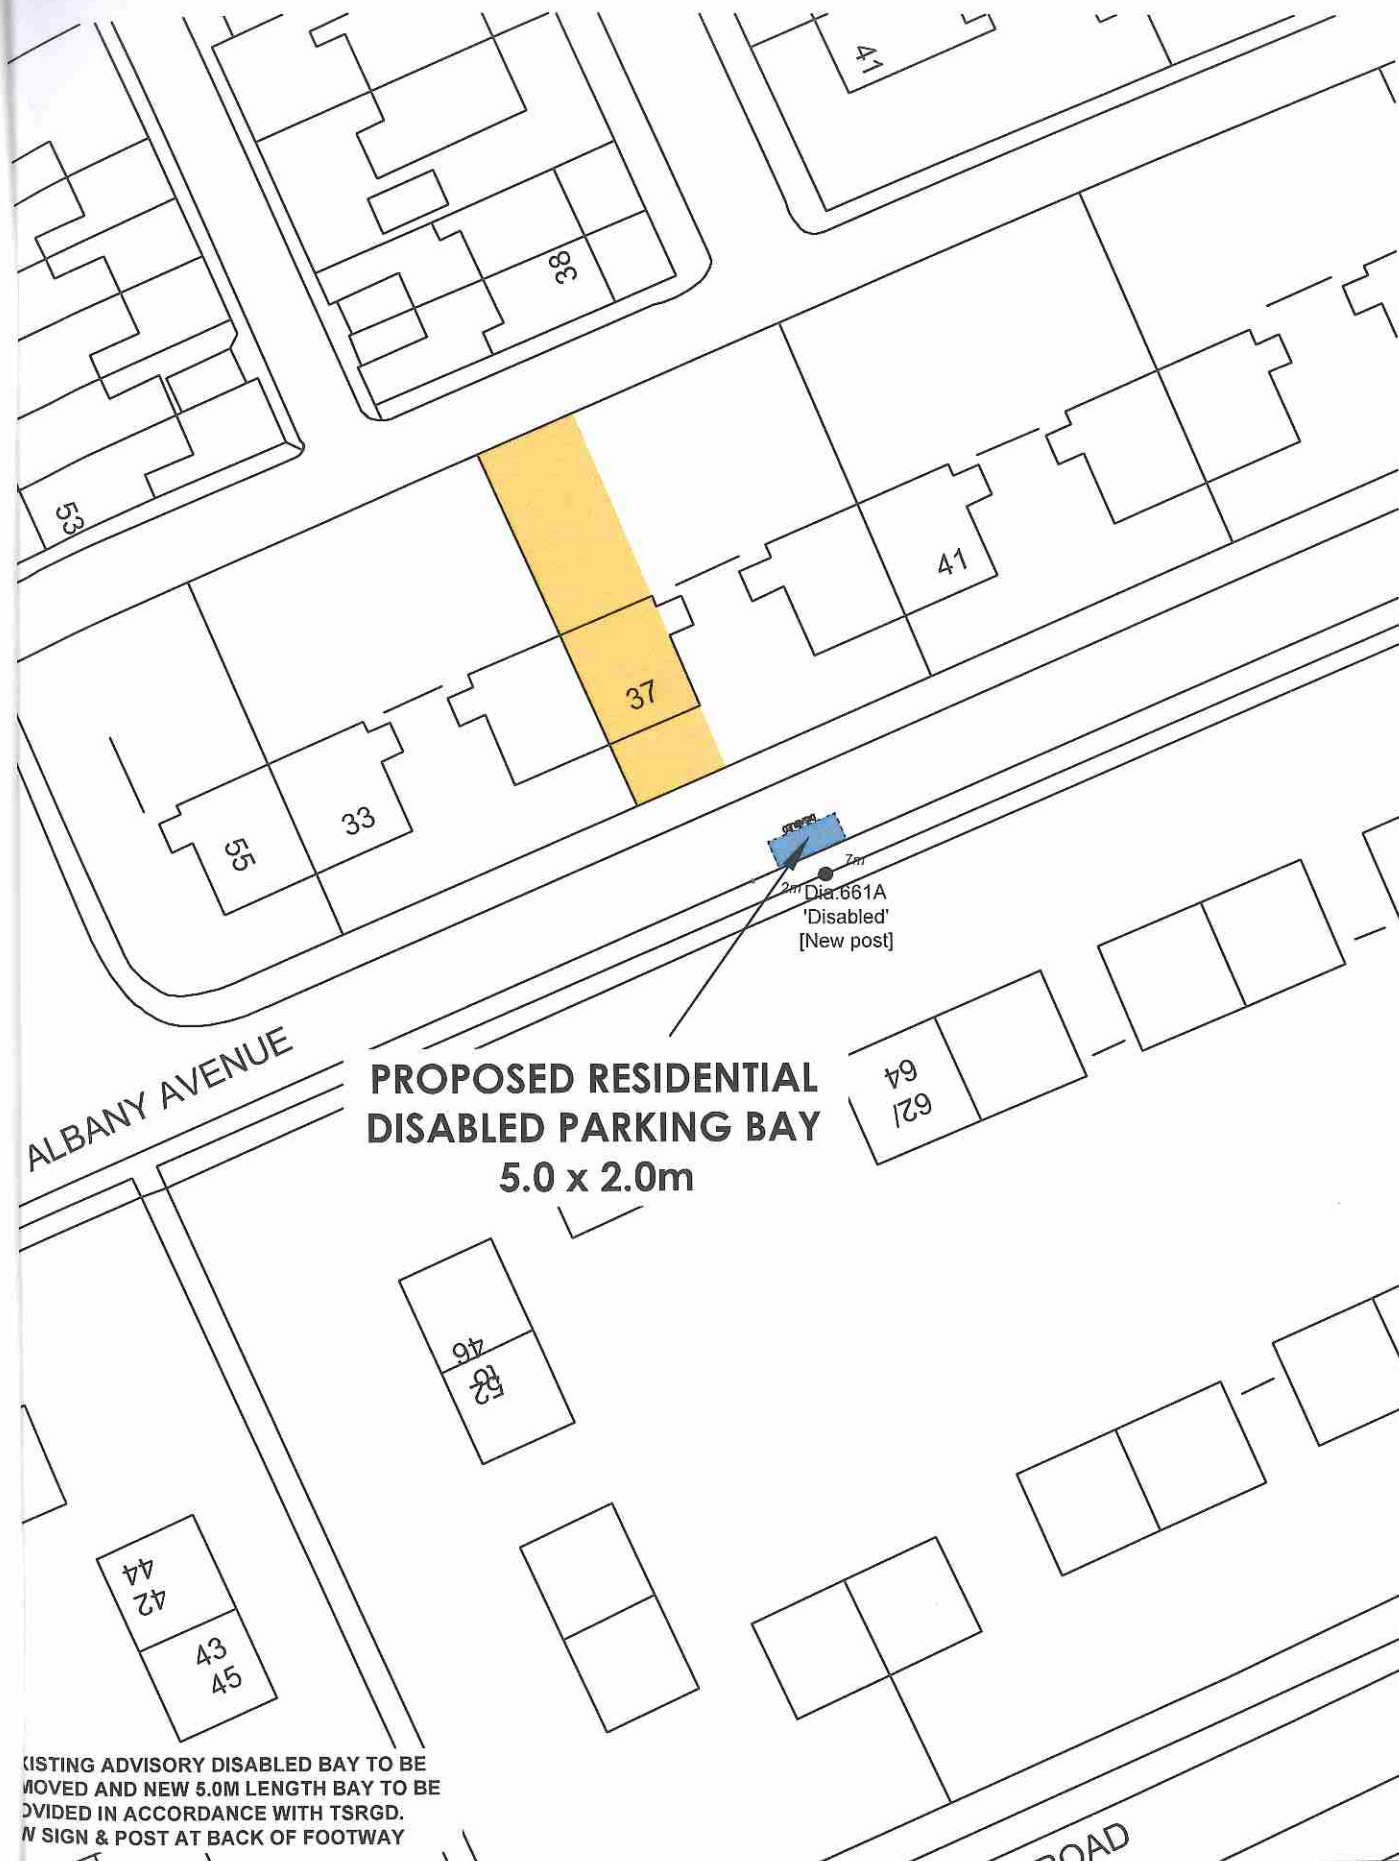 41
38
53
41
37
33
55
7m
2m Dia.661A
'Disabled'
[New post]
ALBANY AVENUE
PROPOSED RESIDENTIAL
DISABLED PARKING BAY
5.0 x 2.0m
64
62/
46
to
52
44
42
43
45
XISTING ADVISORY DISABLED BAY TO BE
MOVED AND NEW 5.0M LENGTH BAY TO BE
OVIDED IN ACCORDANCE WITH TSRGD.
W SIGN & POST AT BACK OF FOOTWAY
ROAD